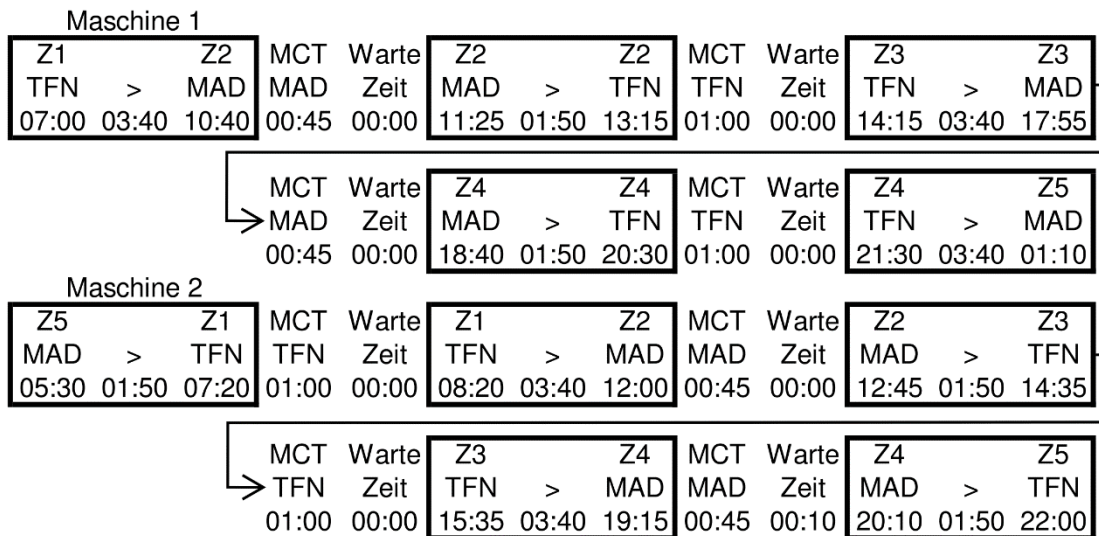 Maschine 1
Z1 Z2 MCT Warte Z2 Z2 MCT Warte Z3 Z3
TFN > MAD MAD Zeit MAD > TFN TFN Zeit TFN > MAD
07:00 03:40 10:40 00:45 00:00 11:25 01:50 13:15 01:00 00:00 14:15 03:40 17:55
MCT Warte Z4 Z4 MCT Warte Z4 Z5
MAD Zeit MAD > TFN TFN Zeit TFN > MAD
00:45 00:00 18:40 01:50 20:30 01:00 00:00 21:30 03:40 01:10
Maschine 2
Z5 Z1 MCT Warte Z1 Z2 MCT Warte Z2 Z3
MAD > TFN TFN Zeit TFN > MAD MAD Zeit MAD > TFN
05:30 01:50 07:20 01:00 00:00 08:20 03:40 12:00 00:45 00:00 12:45 01:50 14:35
MCT Warte Z3 Z4 MCT Warte Z4 Z5
TFN Zeit TFN > MAD MAD Zeit MAD > TFN
01:00 00:00 15:35 03:40 19:15 00:45 00:10 20:10 01:50 22:00